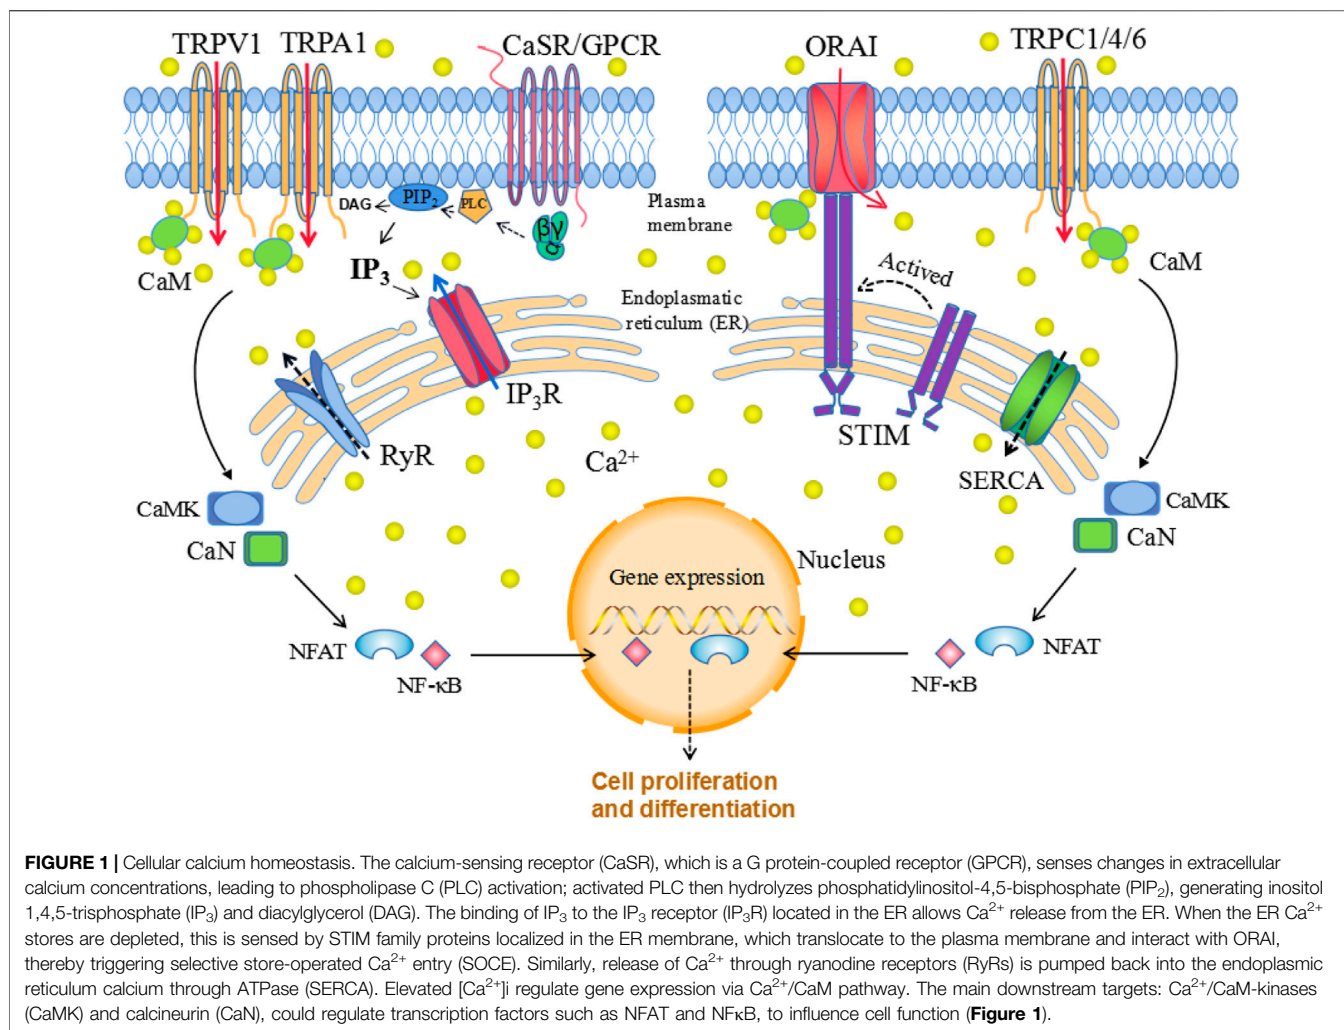 TRPV1
TRPA1
CaSR/GPCR
ORAI
TRPC1/4/6
DAG
PIP₂
PLC
βγ
α
Plasma
membrane
CaM
IP₃
Endoplasmatic
reticulum (ER)
Actived
CaM
IP₃R
RyR
Ca²⁺
STIM
SERCA
CaMK
CaN
CaMK
CaN
Nucleus
Gene expression
NFAT
NF-κB
NF-κB
NFAT
Cell proliferation
and differentiation
FIGURE 1 | Cellular calcium homeostasis. The calcium-sensing receptor (CaSR), which is a G protein-coupled receptor (GPCR), senses changes in extracellular
calcium concentrations, leading to phospholipase C (PLC) activation; activated PLC then hydrolyzes phosphatidylinositol-4,5-bisphosphate (PIP₂), generating inositol
1,4,5-trisphosphate (IP₃) and diacylglycerol (DAG). The binding of IP₃ to the IP₃ receptor (IP₃R) located in the ER allows Ca²⁺ release from the ER. When the ER Ca²⁺
stores are depleted, this is sensed by STIM family proteins localized in the ER membrane, which translocate to the plasma membrane and interact with ORAI,
thereby triggering selective store-operated Ca²⁺ entry (SOCE). Similarly, release of Ca²⁺ through ryanodine receptors (RyRs) is pumped back into the endoplasmic
reticulum calcium through ATPase (SERCA). Elevated [Ca²⁺]i regulate gene expression via Ca²⁺/CaM pathway. The main downstream targets: Ca²⁺/CaM-kinases
(CaMK) and calcineurin (CaN), could regulate transcription factors such as NFAT and NFκB, to influence cell function (Figure 1).